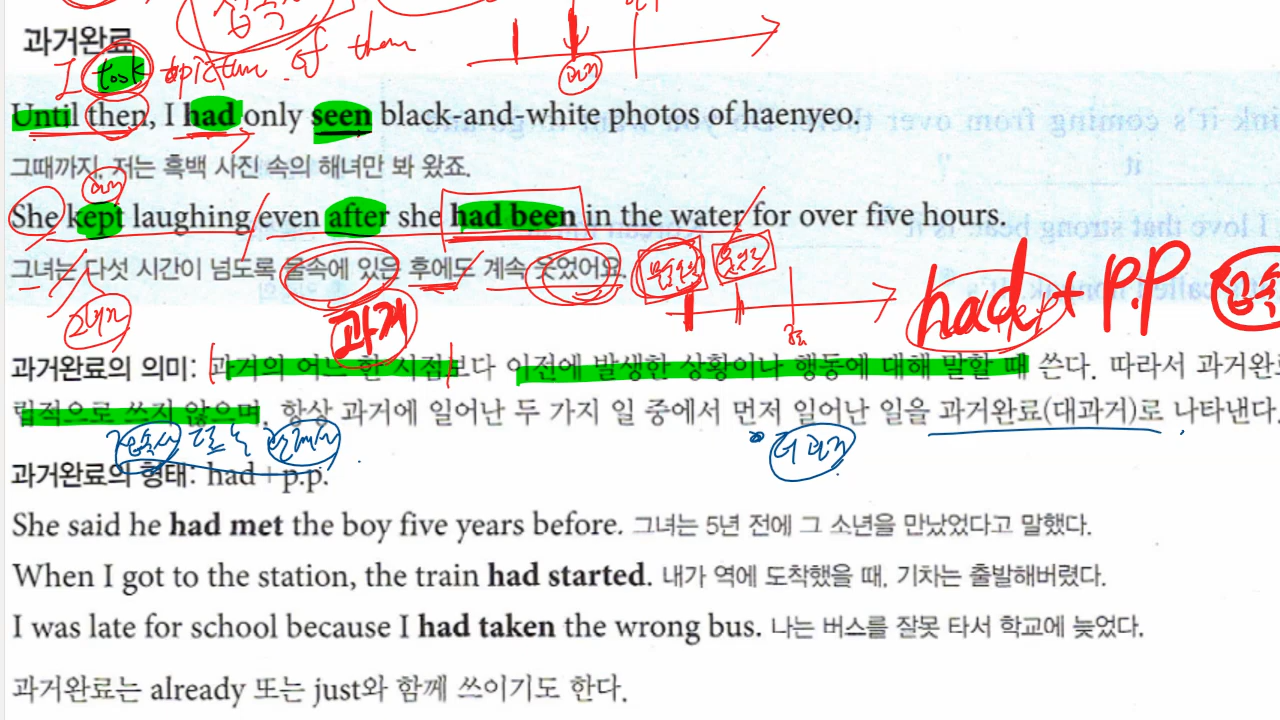 과거완료
I took a picture of them
Until then, I had only seen black-and-white photos of haenyeo.
그때까지, 저는 흑백 사진 속의 해녀만 봐 왔죠.
She kept laughing even after she had been in the water for over five hours.
그녀는 다섯 시간이 넘도록 물속에 있은 후에도 계속 웃었어요.
과거
had + p.p
과거완료의 의미: 과거의 어느 한 시점보다 이전에 발생한 상황이나 행동에 대해 말할 때 쓴다. 따라서 과거완료
립적으로 쓰지 않으며, 항상 과거에 일어난 두 가지 일 중에서 먼저 일어난 일을 과거완료(대과거)로 나타낸다.
접속사 또는 관계사
더 과거
과거완료의 형태: had + p.p.
She said he had met the boy five years before. 그녀는 5년 전에 그 소년을 만났었다고 말했다.
When I got to the station, the train had started. 내가 역에 도착했을 때, 기차는 출발해버렸다.
I was late for school because I had taken the wrong bus. 나는 버스를 잘못 타서 학교에 늦었다.
과거완료는 already 또는 just와 함께 쓰이기도 한다.